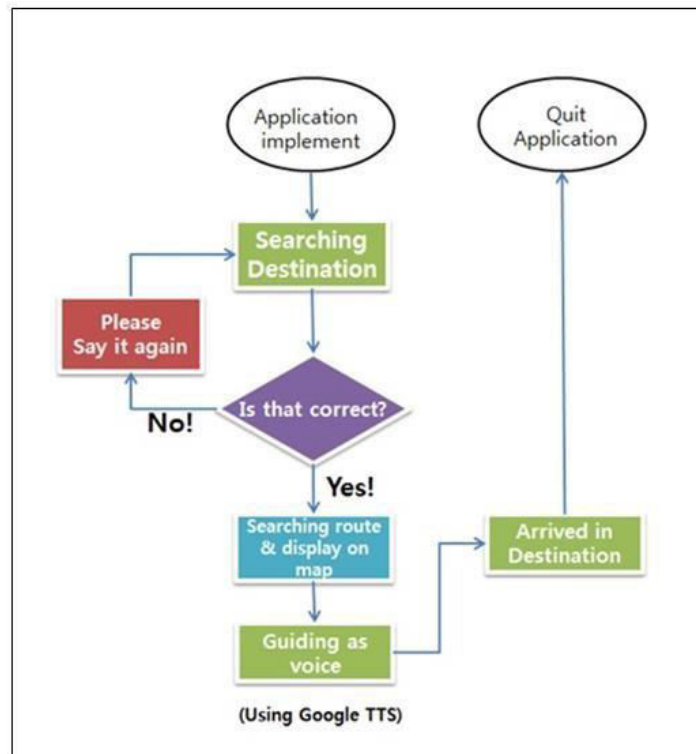 Application
implement
Quit
Application
Searching
Destination
Please
Say it again
Is that correct?
No!
Yes!
Searching route
& display on
map
Arrived in
Destination
Guiding as
voice
(Using Google TTS)